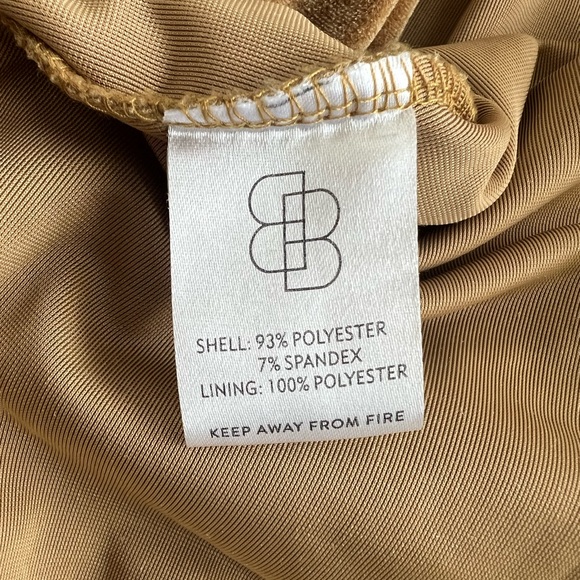 SHELL: 93% POLYESTER
7% SPANDEX
LINING: 100% POLYESTER
KEEP AWAY FROM FIRE